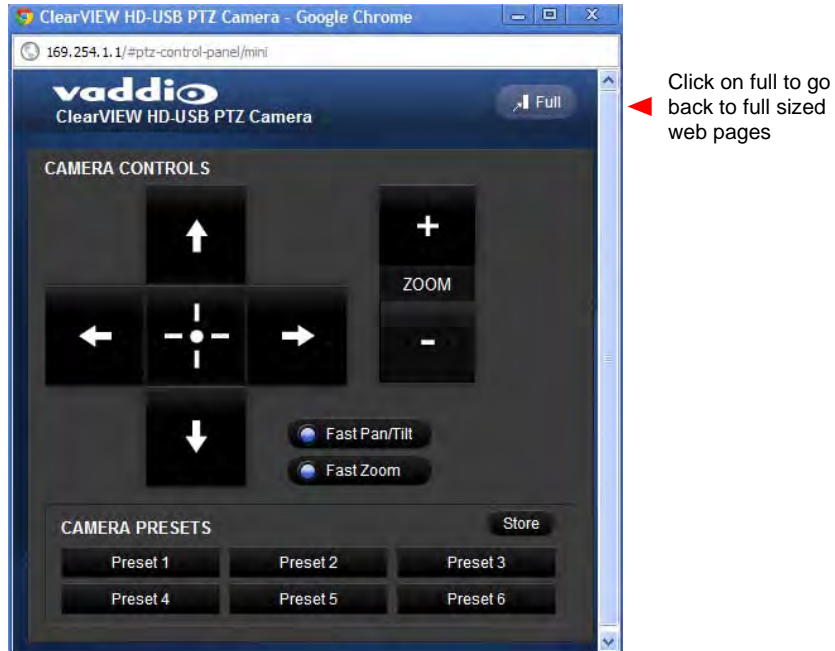 ClearVIEW HD-USB PTZ Camera - Google Chrome
169.254.1.1/#ptz-control-panel/mini
vaddio
ClearVIEW HD-USB PTZ Camera
Full
Click on full to go
back to full sized
web pages
CAMERA CONTROLS
+
ZOOM
-
Fast Pan/Tilt
Fast Zoom
CAMERA PRESETS
Store
Preset 1 Preset 2 Preset 3
Preset 4 Preset 5 Preset 6